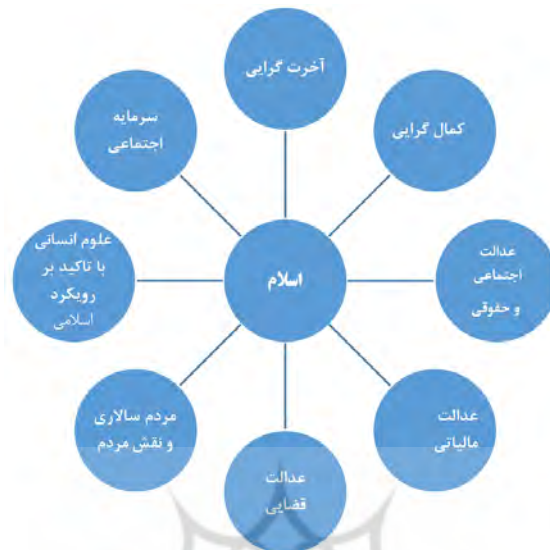 آخرت گرایی
کمال گرایی
عدالت
اجتماعی
و حقوقی
عدالت
مالیاتی
عدالت
قضایی
مردم سالاری
و نقش مردم
علوم انسانی
با تاکید بر
رویکرد
اسلامی
سرمایه
اجتماعی
اسلام